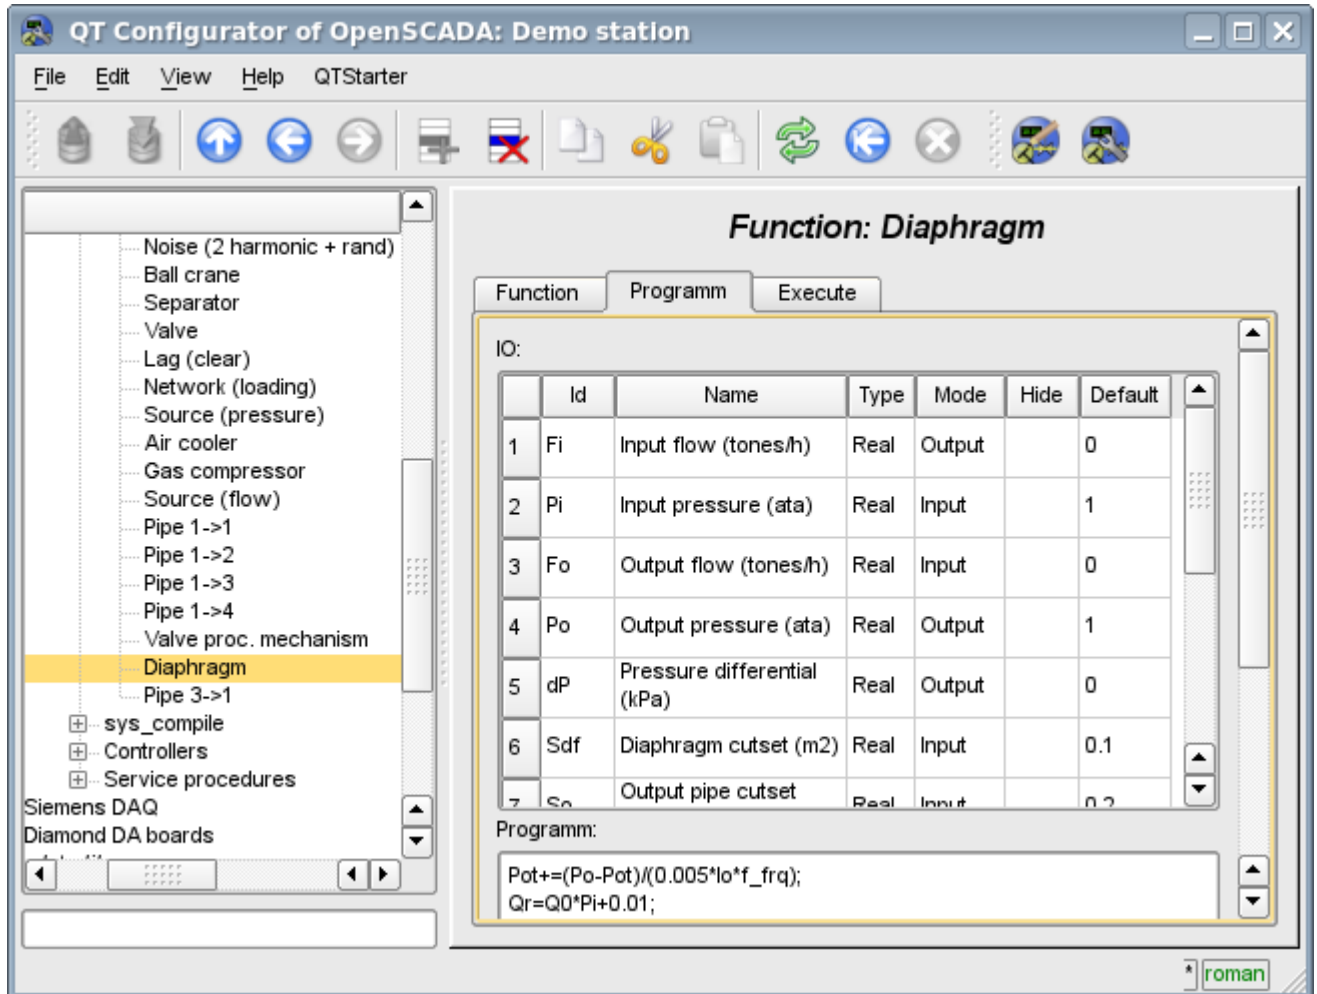 QT Configurator of OpenSCADA: Demo station
File Edit View Help QTStarter
Noise (2 harmonic + rand)
Ball crane
Separator
Valve
Lag (clear)
Network (loading)
Source (pressure)
Air cooler
Gas compressor
Source (flow)
Pipe 1->1
Pipe 1->2
Pipe 1->3
Pipe 1->4
Valve proc. mechanism
Diaphragm
Pipe 3->1
sys_compile
Controllers
Service procedures
Siemens DAQ
Diamond DA boards
Function: Diaphragm
Function Programm Execute
IO:
Id Name Type Mode Hide Default
1 Fi Input flow (tones/h) Real Output 0
2 Pi Input pressure (ata) Real Input 1
3 Fo Output flow (tones/h) Real Input 0
4 Po Output pressure (ata) Real Output 1
5 dP Pressure differential (kPa) Real Output 0
6 Sdf Diaphragm cutset (m2) Real Input 0.1
7 So Output pipe cutset Real Input 0.2
Programm:
Pot+=(Po-Pot)/(0.005*lo*f_frq);
Qr=Q0*Pi+0.01;
* roman